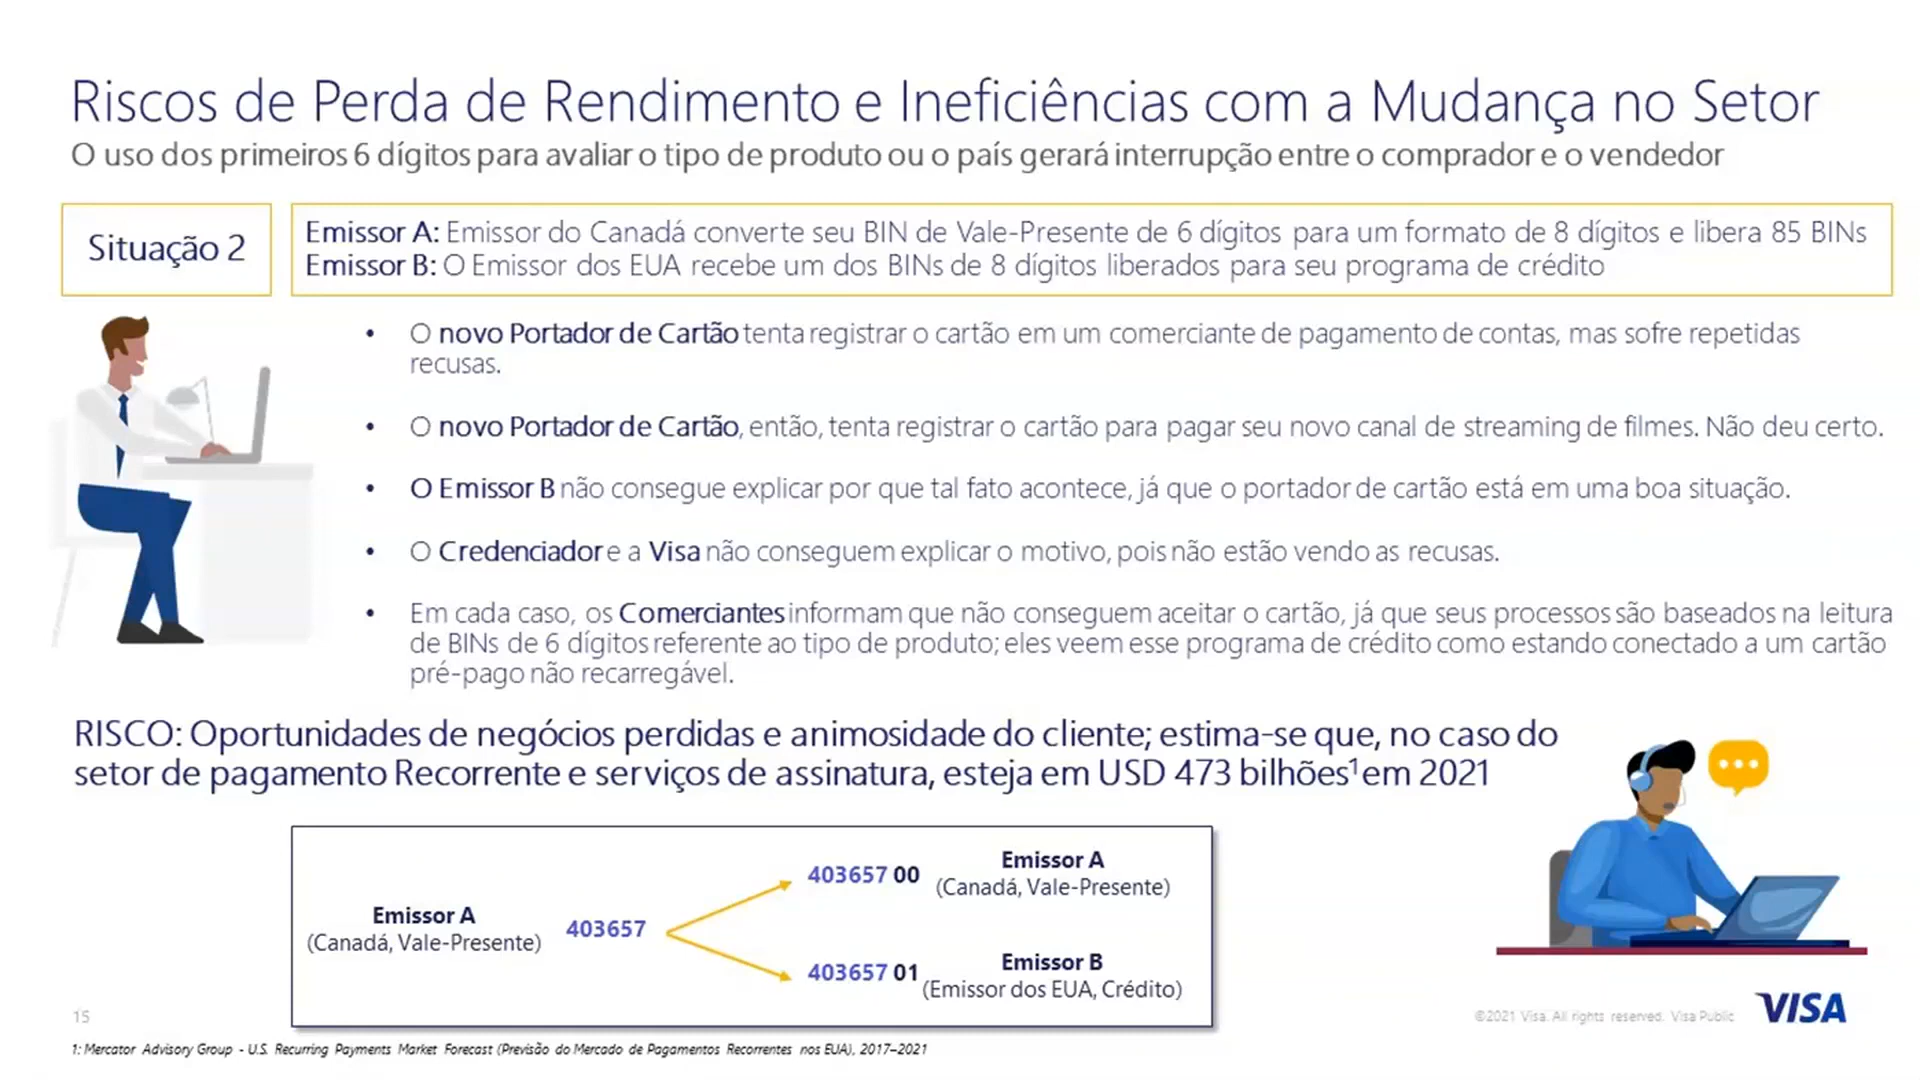 Riscos de Perda de Rendimento e Ineficiências com a Mudança no Setor
O uso dos primeiros 6 dígitos para avaliar o tipo de produto ou o país gerará interrupção entre o comprador e o vendedor
Situação 2
Emissor A: Emissor do Canadá converte seu BIN de Vale-Presente de 6 dígitos para um formato de 8 dígitos e libera 85 BINs
Emissor B: O Emissor dos EUA recebe um dos BINs de 8 dígitos liberados para seu programa de crédito
• O novo Portador de Cartão tenta registrar o cartão em um comerciante de pagamento de contas, mas sofre repetidas
recusas.
• O novo Portador de Cartão, então, tenta registrar o cartão para pagar seu novo canal de streaming de filmes. Não deu certo.
• O Emissor B não consegue explicar por que tal fato acontece, já que o portador de cartão está em uma boa situação.
• O Credenciador e a Visa não conseguem explicar o motivo, pois não estão vendo as recusas.
• Em cada caso, os Comerciantes informam que não conseguem aceitar o cartão, já que seus processos são baseados na leitura
de BINs de 6 dígitos referente ao tipo de produto; eles veem esse programa de crédito como estando conectado a um cartão
pré-pago não recarregável.
RISCO: Oportunidades de negócios perdidas e animosidade do cliente; estima-se que, no caso do
setor de pagamento Recorrente e serviços de assinatura, esteja em USD 473 bilhões¹ em 2021
Emissor A
(Canadá, Vale-Presente)
403657
403657 00
Emissor A
(Canadá, Vale-Presente)
403657 01
Emissor B
(Emissor dos EUA, Crédito)
15
©2021 Visa. All rights reserved. Visa Public
VISA
1: Mercator Advisory Group - U.S. Recurring Payments Market Forecast (Previsão do Mercado de Pagamentos Recorrentes nos EUA), 2017–2021